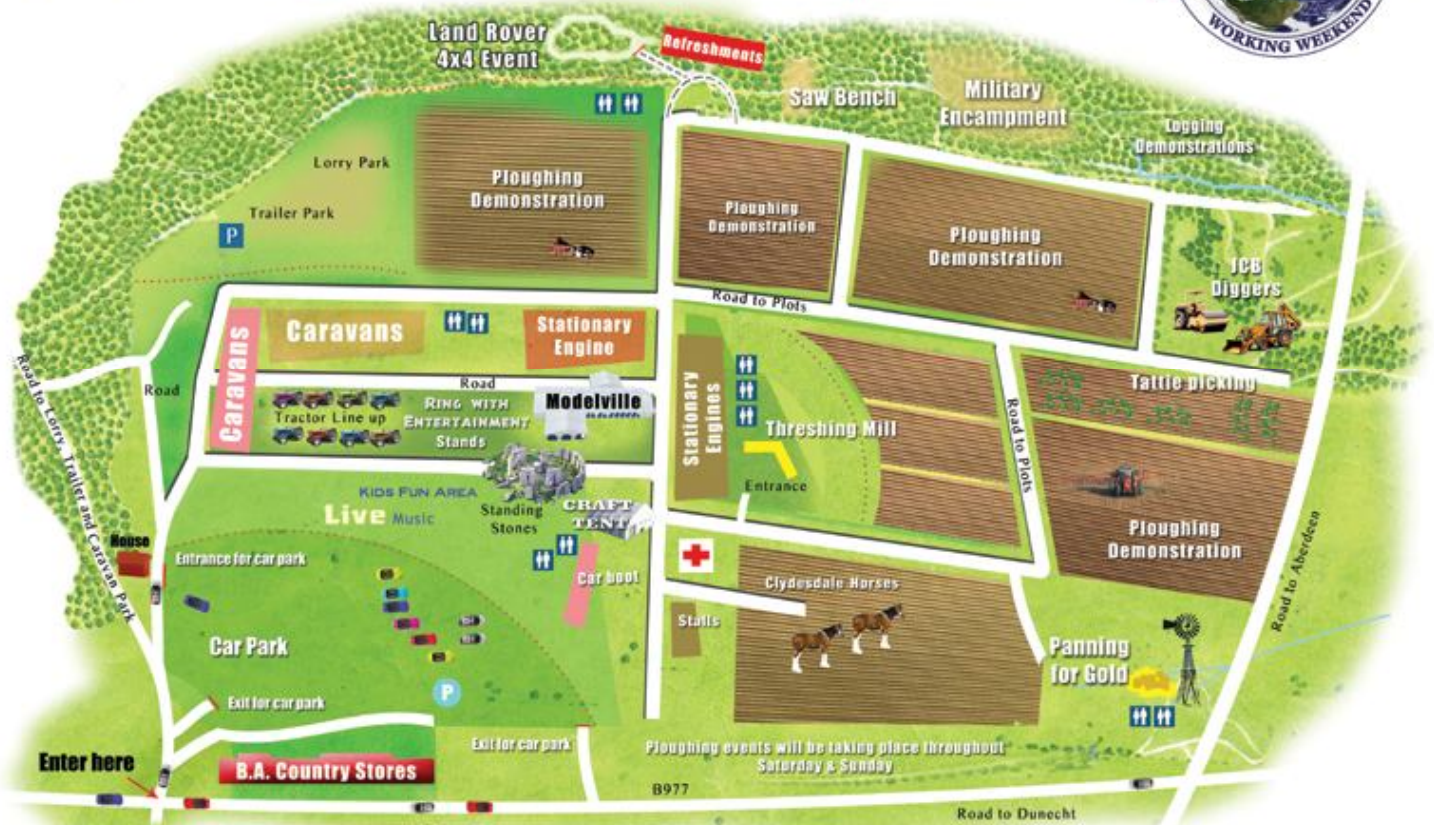 WORKING WEEKEND
Land Rover
4x4 Event
Refreshments
Saw Bench
Military
Encampment
Logging
Demonstrations
Lorry Park
Trailer Park
P
Ploughing
Demonstration
Ploughing
Demonstration
Ploughing
Demonstration
JCB
Diggers
Road to Plots
Caravans
Caravans
Stationary
Engine
Road
Road
Tractor Line up
RING WITH
ENTERTAINMENT
Stands
Modelville
Stationary
Engines
Threshing Mill
Entrance
Road to Plots
Tattie picking
Ploughing
Demonstration
KIDS FUN AREA
Live Music
Standing
Stones
CRAFT
TENT
Road to Lorry, Trailer and Caravan Park
House
Entrance for car park
Car boot
Clydesdale Horses
Stalls
Car Park
P
Panning
for Gold
Road to Aberdeen
Exit for car park
Exit for car park
Ploughing events will be taking place throughout
Saturday & Sunday
Enter here
B.A. Country Stores
B977
Road to Dunecht